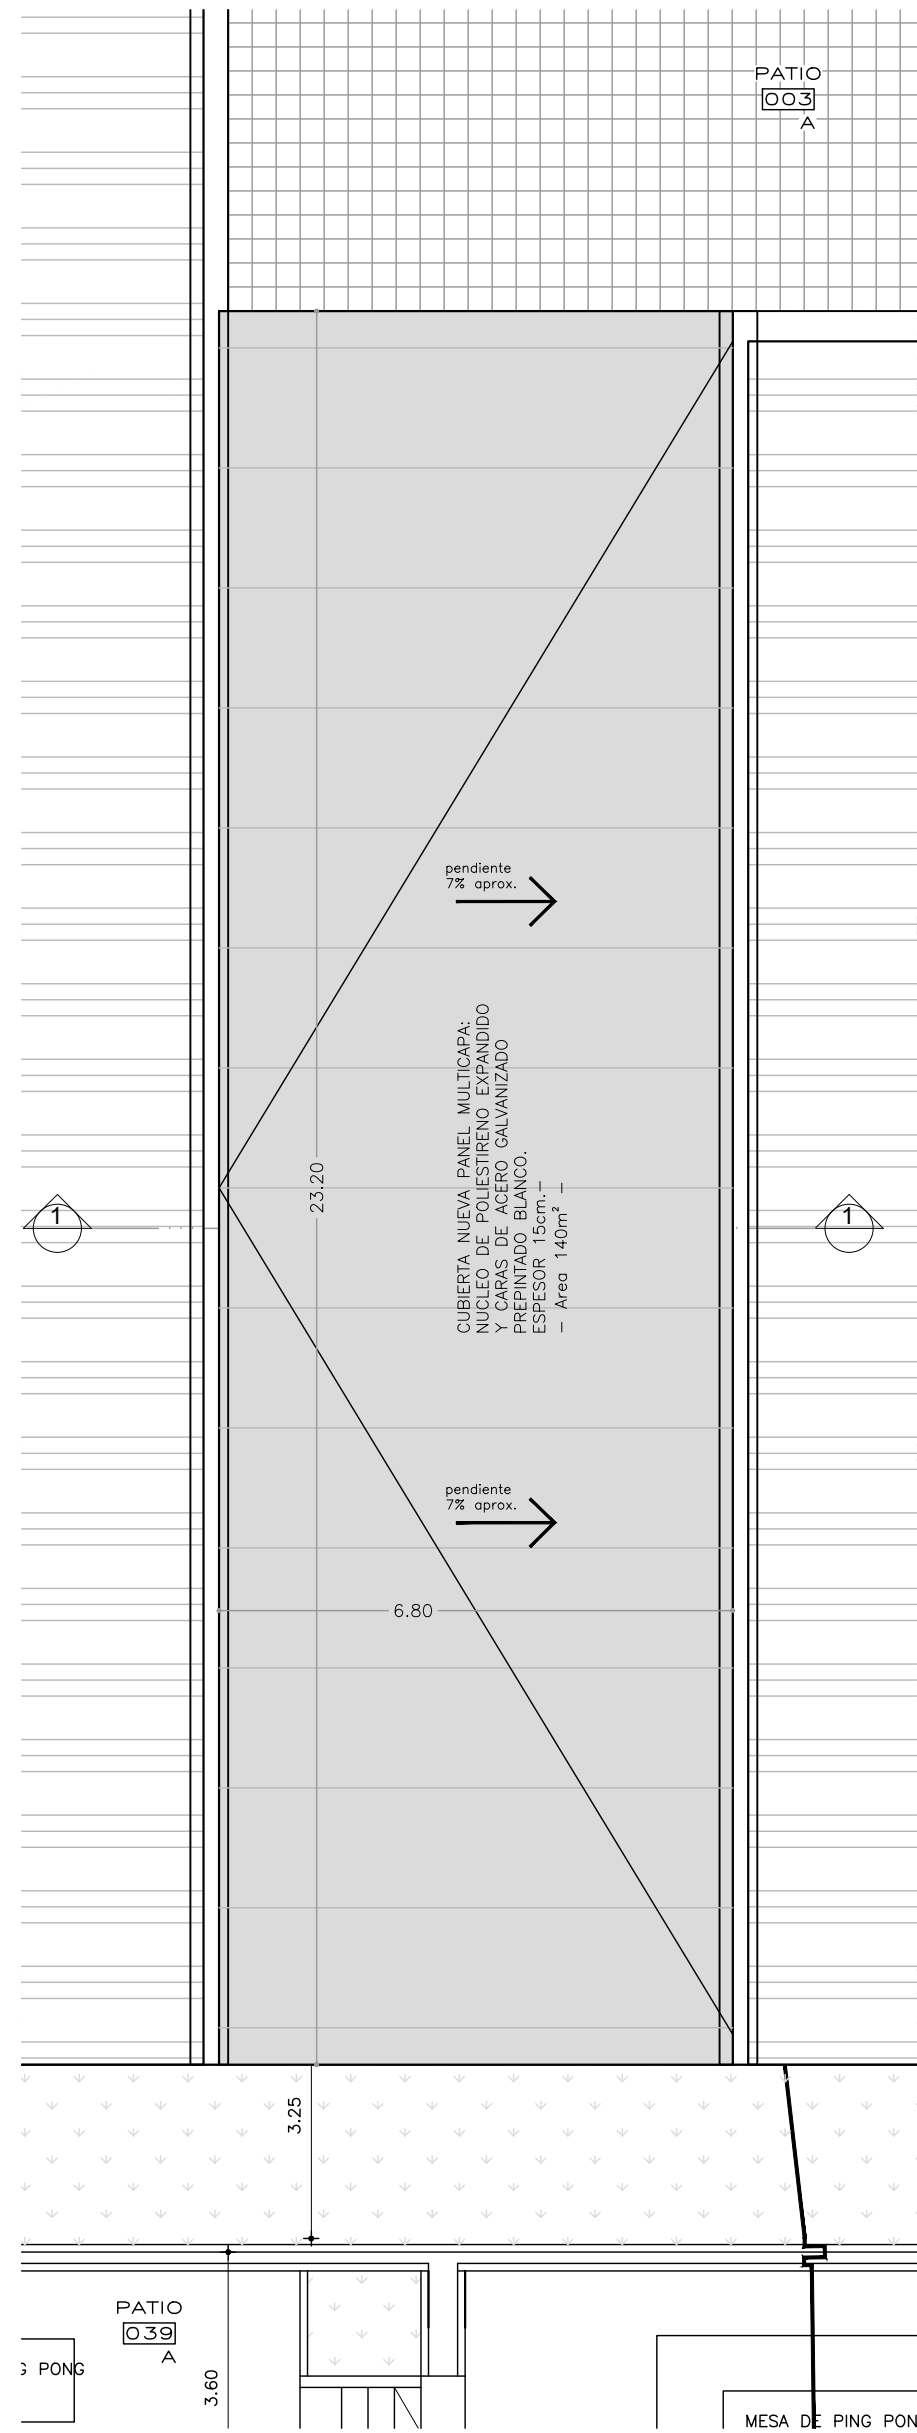 PATIO
003
A
pendiente
7% aprox.
23.20
CUBIERTA NUEVA PANEL MULTICAPA:
NUCLEO DE POLIESTIRENO EXPANDIDO
Y CARAS DE ACERO GALVANIZADO
PREPINTADO BLANCO.
ESPESOR 15cm.–
– Area 140m² –
1
1
pendiente
7% aprox.
6.80
3.25
PATIO
039
A
G PONG
3.60
MESA DE PING PON